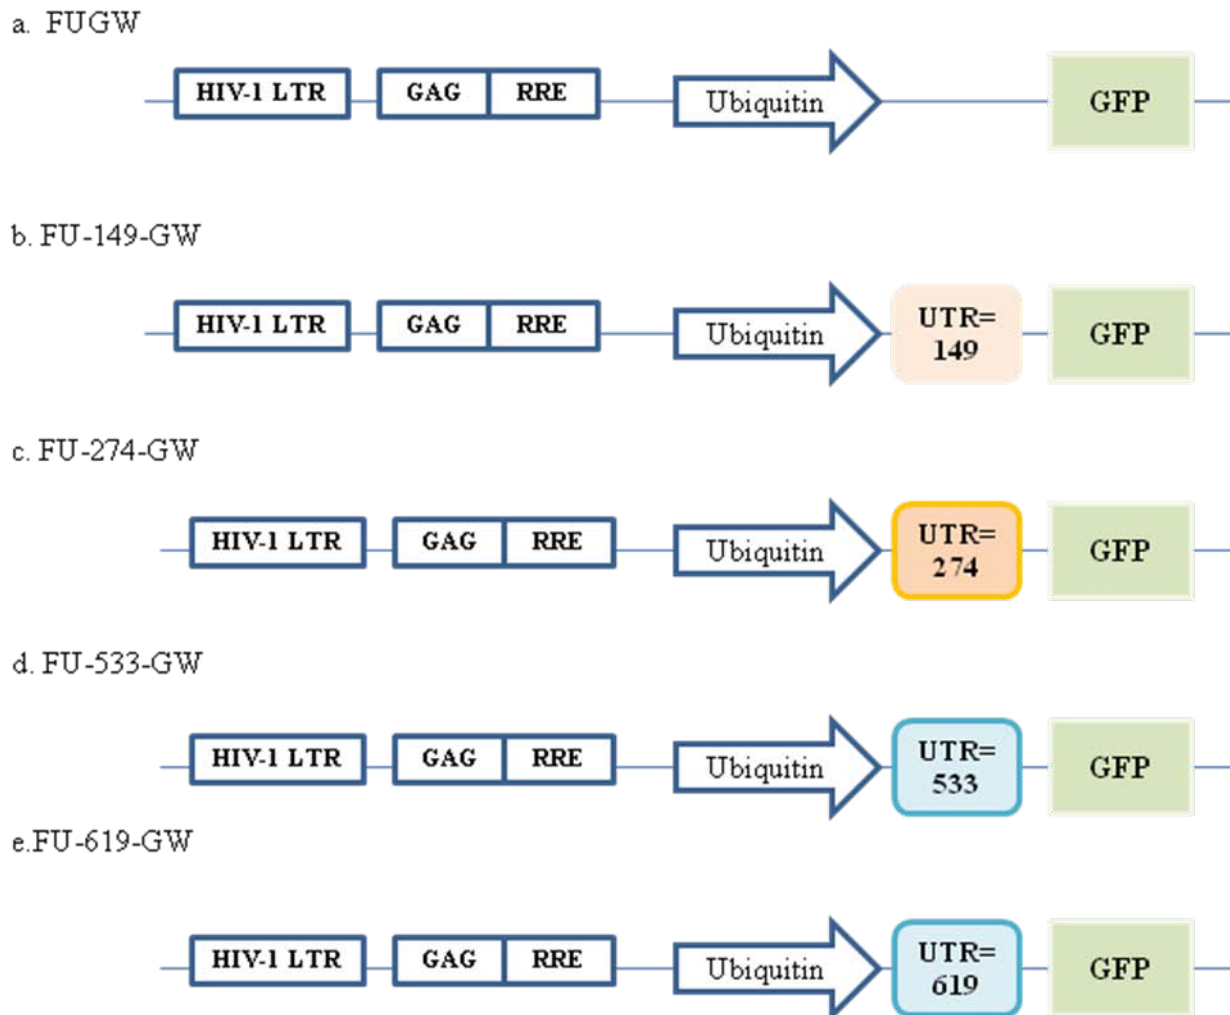 a. FUGW
HIV-1 LTR GAG RRE Ubiquitin GFP
b. FU-149-GW
HIV-1 LTR GAG RRE Ubiquitin UTR= GFP
149
c. FU-274-GW
HIV-1 LTR GAG RRE Ubiquitin UTR= GFP
274
d. FU-533-GW
HIV-1 LTR GAG RRE Ubiquitin UTR= GFP
533
e.FU-619-GW
HIV-1 LTR GAG RRE Ubiquitin UTR= GFP
619